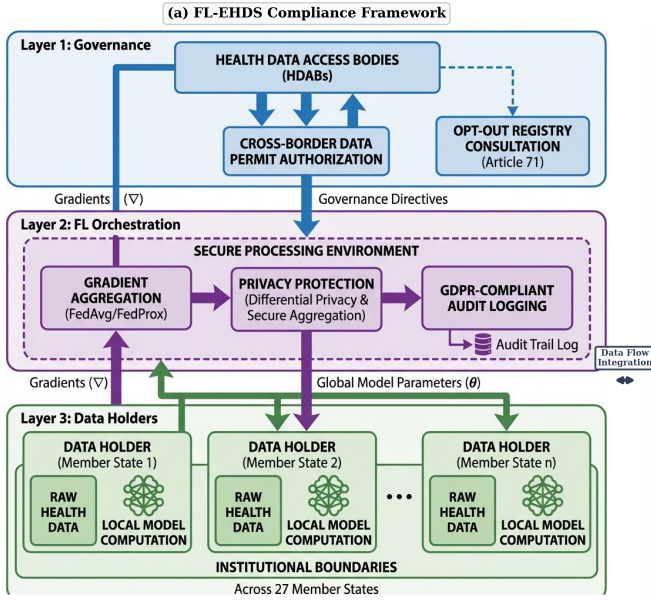 (a) FL-EHDS Compliance Framework
Layer 1: Governance
HEALTH DATA ACCESS BODIES
(HDABs)
CROSS-BORDER DATA
PERMIT AUTHORIZATION
OPT-OUT REGISTRY
CONSULTATION
(Article 71)
Gradients (∇)
Governance Directives
Layer 2: FL Orchestration
SECURE PROCESSING ENVIRONMENT
GRADIENT
AGGREGATION
(FedAvg/FedProx)
PRIVACY PROTECTION
(Differential Privacy &
Secure Aggregation)
GDPR-COMPLIANT
AUDIT LOGGING
Audit Trail Log
Data Flow
Integration
Gradients (∇)
Global Model Parameters (θ)
Layer 3: Data Holders
DATA HOLDER
(Member State 1)
RAW
HEALTH
DATA
LOCAL MODEL
COMPUTATION
DATA HOLDER
(Member State 2)
RAW
HEALTH
DATA
LOCAL MODEL
COMPUTATION
•••
DATA HOLDER
(Member State n)
RAW
HEALTH
DATA
LOCAL MODEL
COMPUTATION
INSTITUTIONAL BOUNDARIES
Across 27 Member States